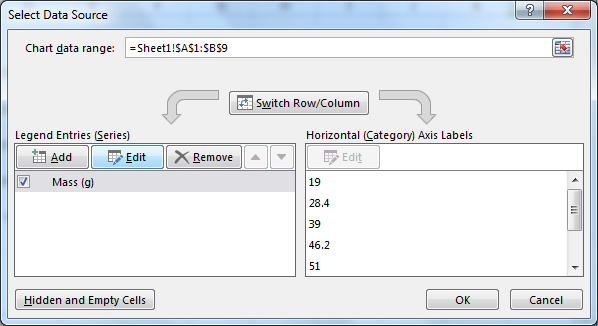 Select Data Source
?
Chart data range: =Sheet1!$A$1:$B$9
Switch Row/Column
Legend Entries (Series)
Add Edit Remove
Mass (g)
Horizontal (Category) Axis Labels
Edit
19
28.4
39
46.2
51
Hidden and Empty Cells
OK Cancel